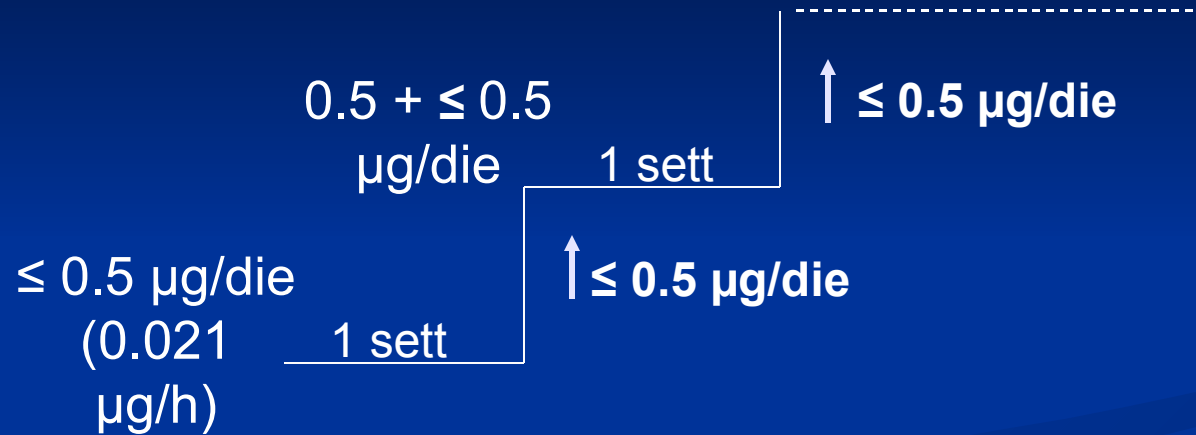 0.5 + ≤ 0.5
µg/die
1 sett
≤ 0.5 µg/die
≤ 0.5 µg/die
(0.021
µg/h)
1 sett
≤ 0.5 µg/die